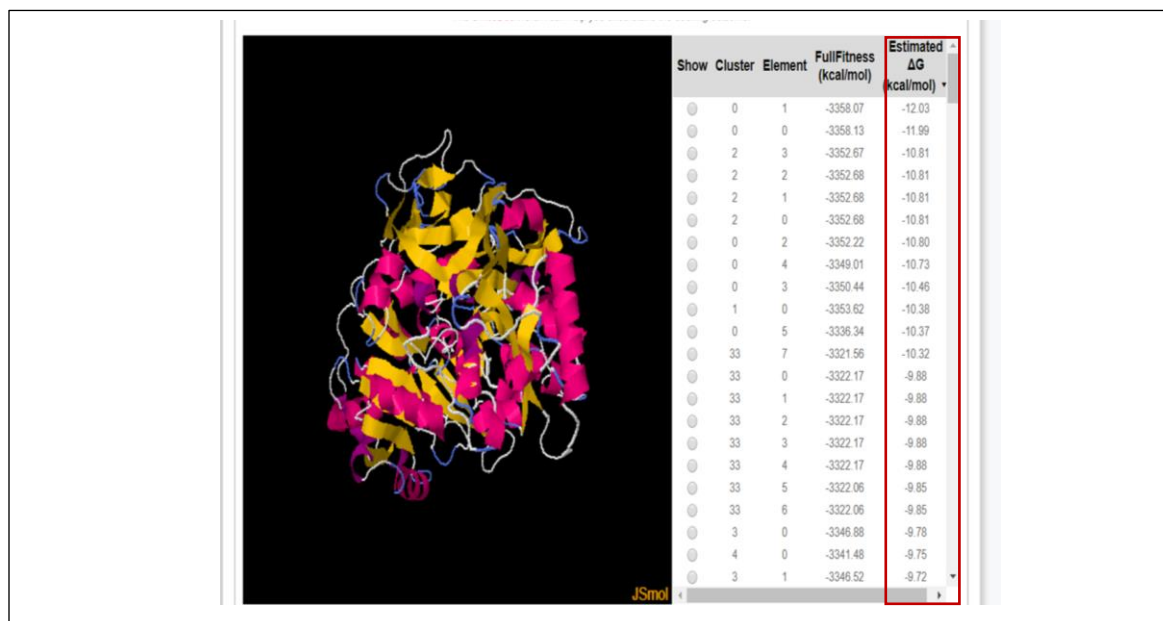 Show Cluster Element FullFitness (kcal/mol) Estimated ΔG (kcal/mol)
0 1 -3358.07 -12.03
0 0 -3358.13 -11.99
2 3 -3352.67 -10.81
2 2 -3352.68 -10.81
2 1 -3352.68 -10.81
2 0 -3352.68 -10.81
0 2 -3352.22 -10.80
0 4 -3349.01 -10.73
0 3 -3350.44 -10.46
1 0 -3353.62 -10.38
0 5 -3336.34 -10.37
33 7 -3321.56 -10.32
33 0 -3322.17 -9.88
33 1 -3322.17 -9.88
33 2 -3322.17 -9.88
33 3 -3322.17 -9.88
33 4 -3322.17 -9.88
33 5 -3322.06 -9.85
33 6 -3322.06 -9.85
3 0 -3346.88 -9.78
4 0 -3341.48 -9.75
3 1 -3346.52 -9.72
JSmol